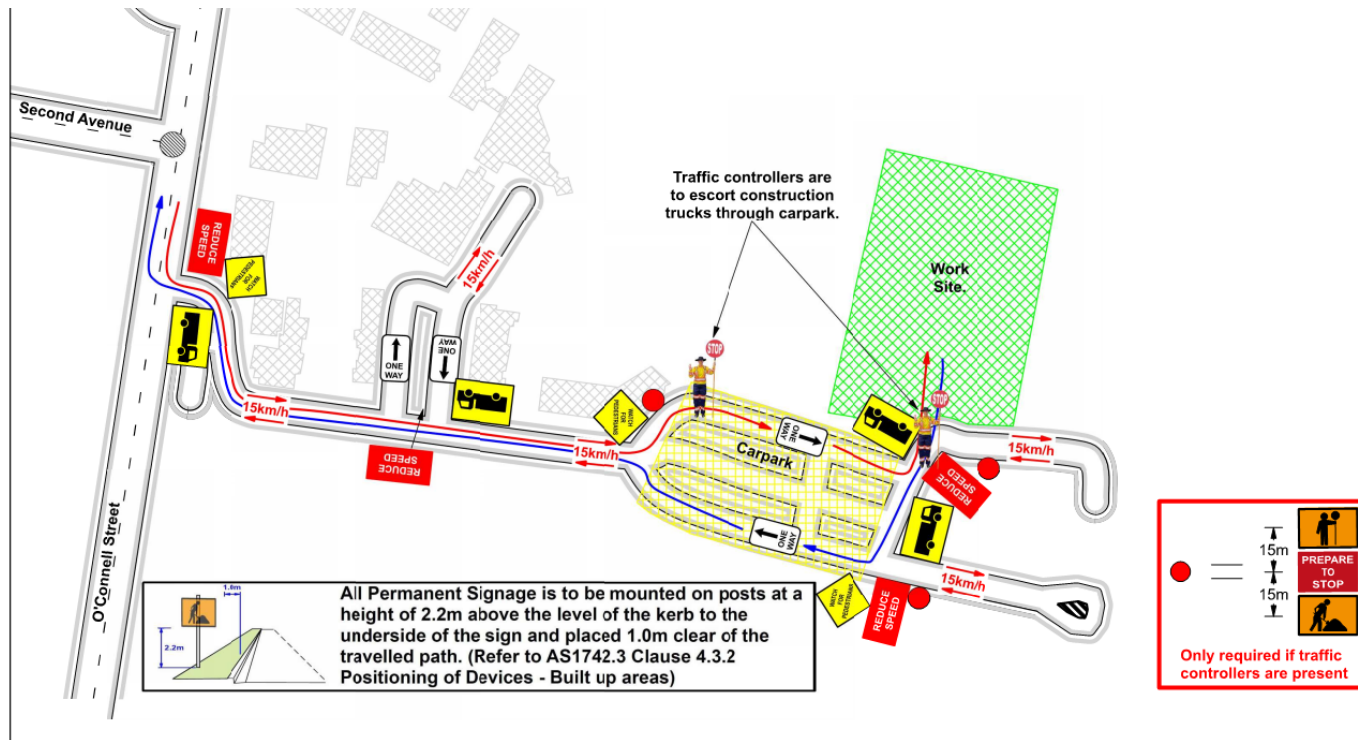 Second Avenue
REDUCE
SPEED
WATCH
FOR
PEDESTRIANS
15km/h
ONE
WAY
ONE
WAY
15km/h
REDUCE
SPEED
15km/h
WATCH
FOR
PEDESTRIANS
Traffic controllers are
to escort construction
trucks through carpark.
STOP
Work
Site.
STOP
ONE
WAY
Carpark
15km/h
REDUCE
SPEED
15km/h
ONE
WAY
15km/h
WATCH
FOR
PEDESTRIANS
REDUCE
SPEED
O'Connell Street
1.8m
2.2m
All Permanent Signage is to be mounted on posts at a
height of 2.2m above the level of the kerb to the
underside of the sign and placed 1.0m clear of the
travelled path. (Refer to AS1742.3 Clause 4.3.2
Positioning of Devices - Built up areas)
15m
15m
PREPARE
TO
STOP
Only required if traffic
controllers are present